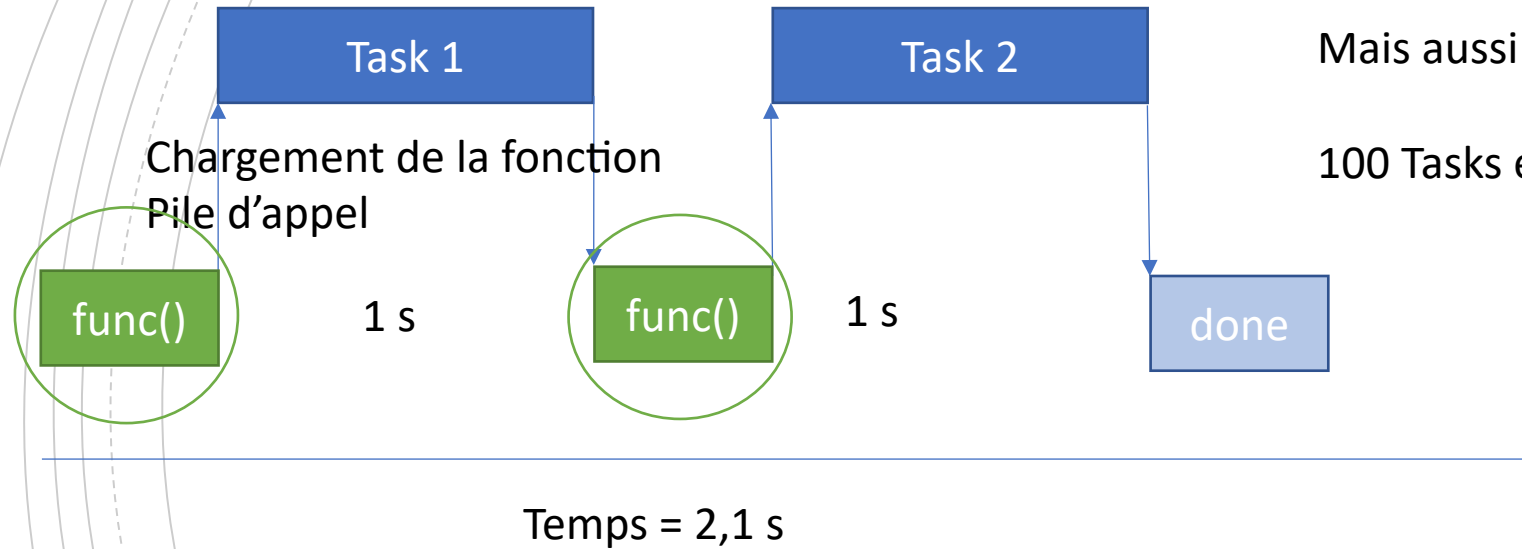 Task 1
Task 2
Mais aussi
Chargement de la fonction
Pile d'appel
100 Tasks
func()
1 s
func()
1 s
done
Temps = 2,1 s